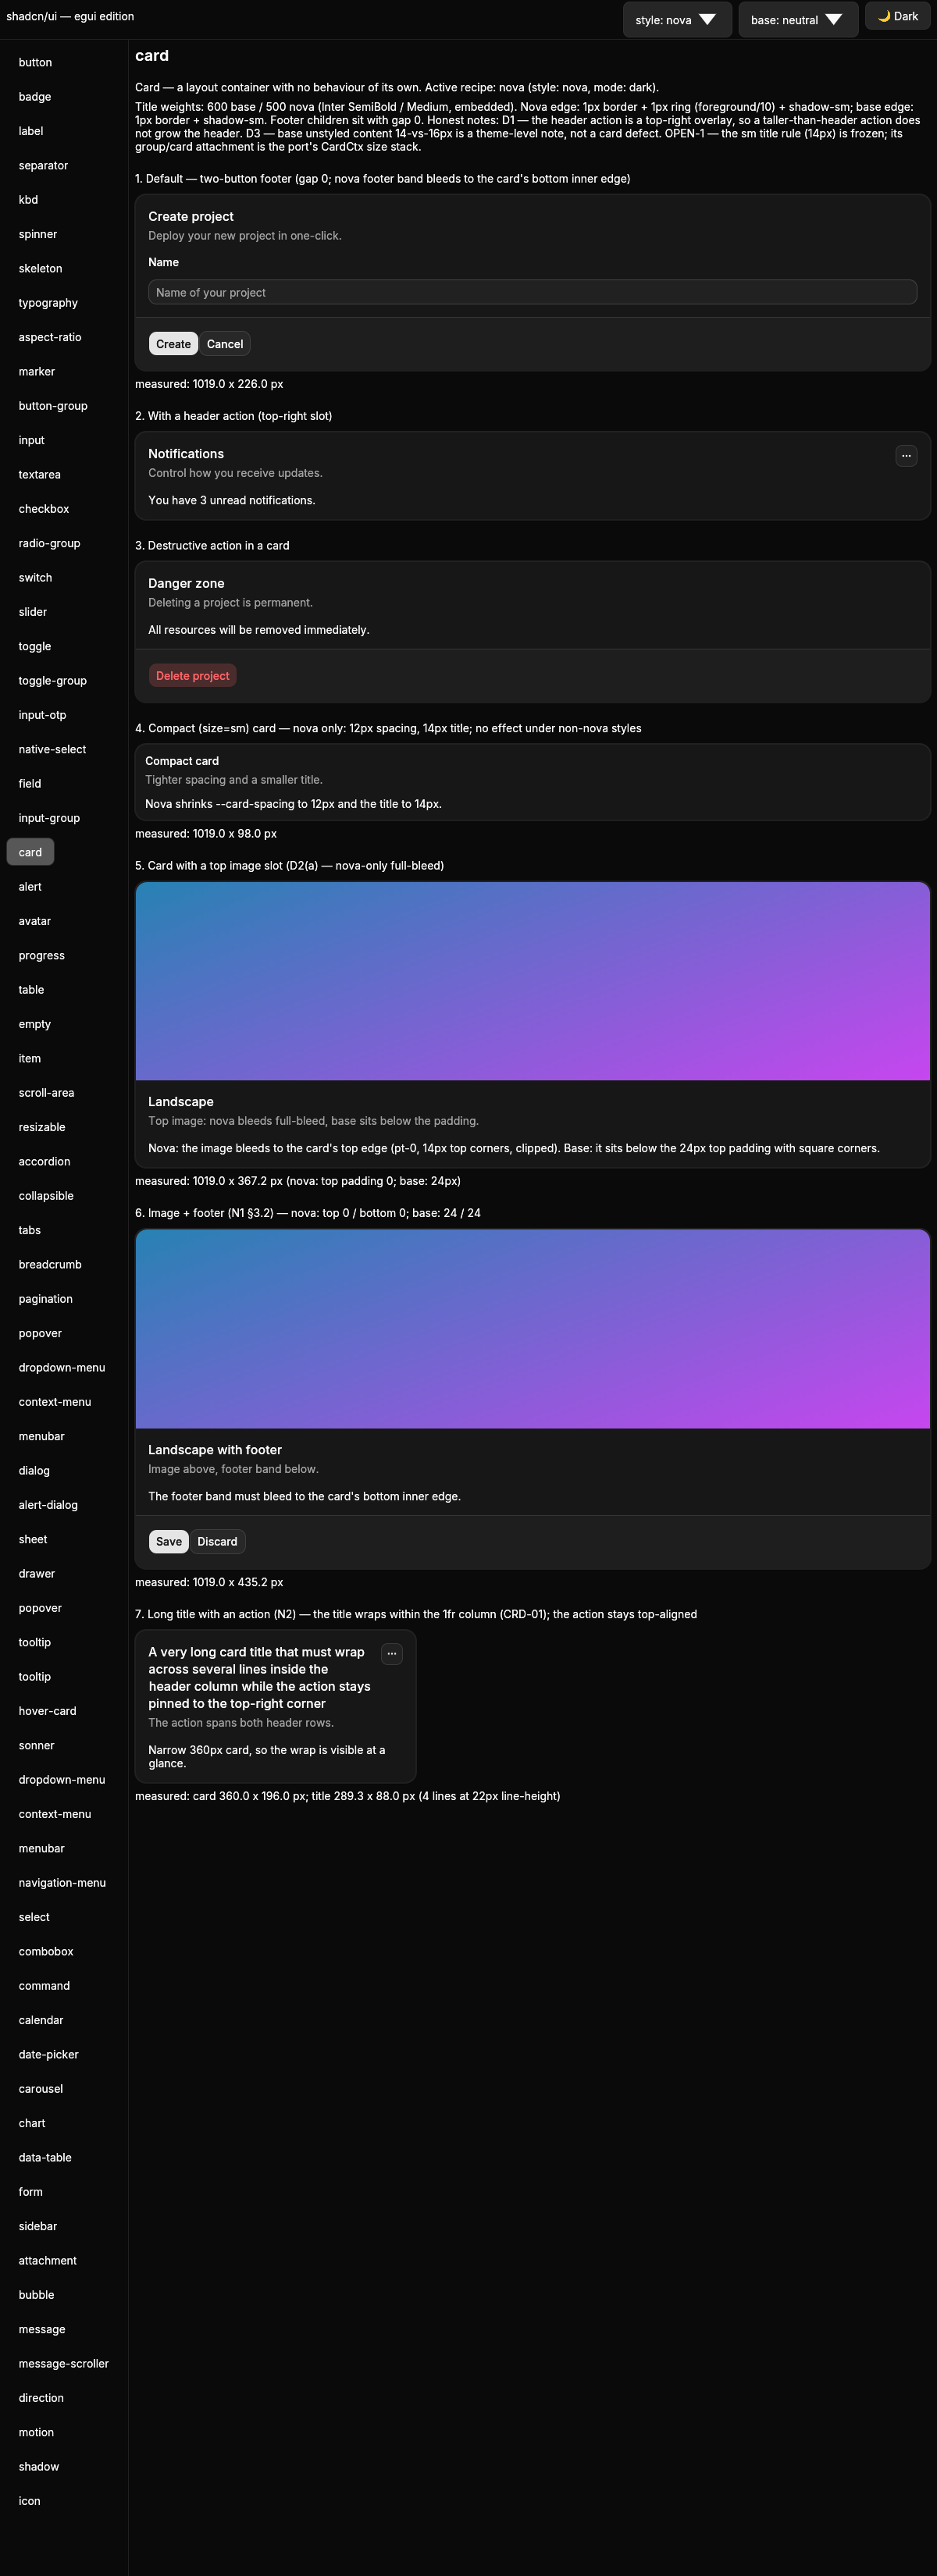 shadcn/ui — egui edition
style: nova
base: neutral
🌙 Dark
button
badge
label
separator
kbd
spinner
skeleton
typography
aspect-ratio
marker
button-group
input
textarea
checkbox
radio-group
switch
slider
toggle
toggle-group
input-otp
native-select
field
input-group
card
alert
avatar
progress
table
empty
item
scroll-area
resizable
accordion
collapsible
tabs
breadcrumb
pagination
popover
dropdown-menu
context-menu
menubar
dialog
alert-dialog
sheet
drawer
popover
tooltip
tooltip
hover-card
sonner
dropdown-menu
context-menu
menubar
navigation-menu
select
combobox
command
calendar
date-picker
carousel
chart
data-table
form
sidebar
attachment
bubble
message
message-scroller
direction
motion
shadow
icon
card
Card — a layout container with no behaviour of its own. Active recipe: nova (style: nova, mode: dark).
Title weights: 600 base / 500 nova (Inter SemiBold / Medium, embedded). Nova edge: 1px border + 1px ring (foreground/10) + shadow-sm; base edge:
1px border + shadow-sm. Footer children sit with gap 0. Honest notes: D1 — the header action is a top-right overlay, so a taller-than-header action does
not grow the header. D3 — base unstyled content 14-vs-16px is a theme-level note, not a card defect. OPEN-1 — the sm title rule (14px) is frozen; its
group/card attachment is the port's CardCtx size stack.
1. Default — two-button footer (gap 0; nova footer band bleeds to the card's bottom inner edge)
Create project
Deploy your new project in one-click.
Name
Name of your project
Create
Cancel
measured: 1019.0 x 226.0 px
2. With a header action (top-right slot)
Notifications
···
Control how you receive updates.
You have 3 unread notifications.
3. Destructive action in a card
Danger zone
Deleting a project is permanent.
All resources will be removed immediately.
Delete project
4. Compact (size=sm) card — nova only: 12px spacing, 14px title; no effect under non-nova styles
Compact card
Tighter spacing and a smaller title.
Nova shrinks --card-spacing to 12px and the title to 14px.
measured: 1019.0 x 98.0 px
5. Card with a top image slot (D2(a) — nova-only full-bleed)
Landscape
Top image: nova bleeds full-bleed, base sits below the padding.
Nova: the image bleeds to the card's top edge (pt-0, 14px top corners, clipped). Base: it sits below the 24px top padding with square corners.
measured: 1019.0 x 367.2 px (nova: top padding 0; base: 24px)
6. Image + footer (N1 §3.2) — nova: top 0 / bottom 0; base: 24 / 24
Landscape with footer
Image above, footer band below.
The footer band must bleed to the card's bottom inner edge.
Save
Discard
measured: 1019.0 x 435.2 px
7. Long title with an action (N2) — the title wraps within the 1fr column (CRD-01); the action stays top-aligned
A very long card title that must wrap
across several lines inside the
header column while the action stays
pinned to the top-right corner
···
The action spans both header rows.
Narrow 360px card, so the wrap is visible at a
glance.
measured: card 360.0 x 196.0 px; title 289.3 x 88.0 px (4 lines at 22px line-height)